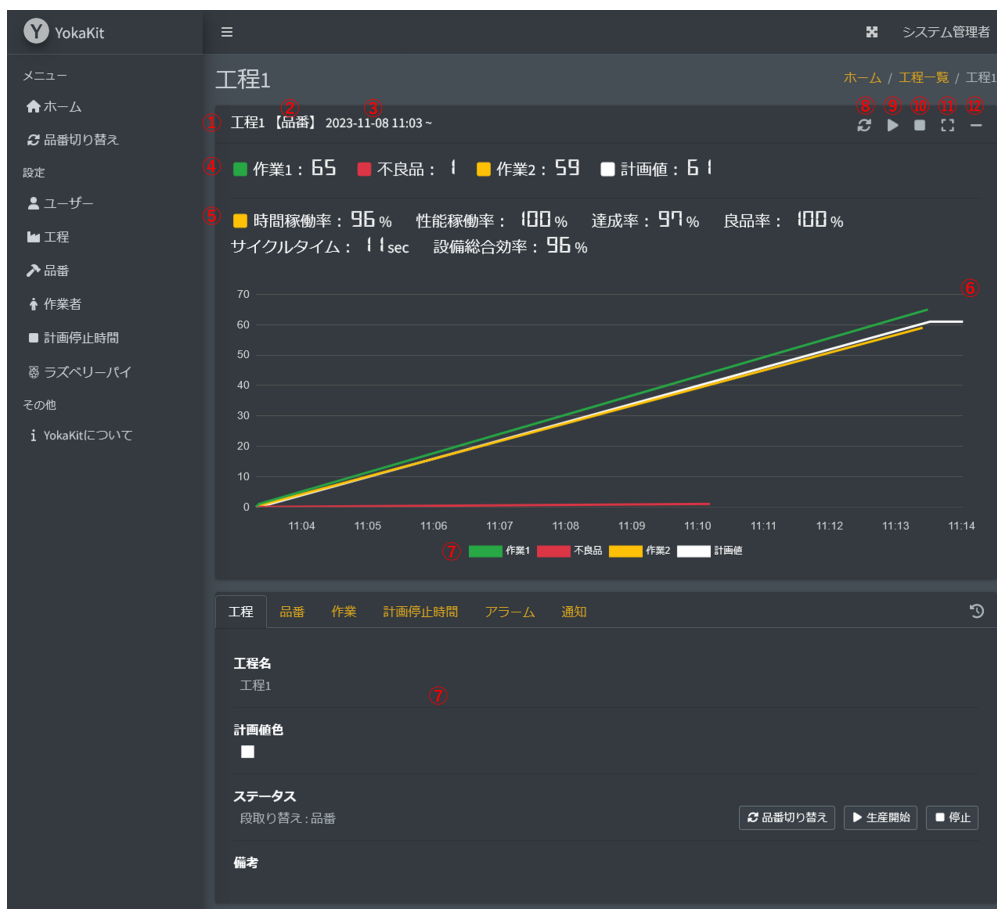 Y YokaKit
システム管理者
メニュー
ホーム
品番切り替え
設定
ユーザー
工程
品番
作業者
計画停止時間
ラズベリーパイ
その他
YokaKitについて
工程1
ホーム / 工程一覧 / 工程1
② ③ ⑧ ⑨ ⑩ ⑪ ⑫
① 工程1 【品番】 2023-11-08 11:03 ~
④ 作業1 : 65 不良品 : 1 作業2 : 59 計画値 : 61
⑤ 時間稼働率 : 96 % 性能稼働率 : 100 % 達成率 : 97 % 良品率 : 100 %
サイクルタイム : 11 sec 設備総合効率 : 96 %
⑥
70
60
50
40
30
20
10
0
11:04 11:05 11:06 11:07 11:08 11:09 11:10 11:11 11:12 11:13 11:14
⑦ 作業1 不良品 作業2 計画値
工程 品番 作業 計画停止時間 アラーム 通知
工程名
工程1
⑦
計画値色
ステータス
段取り替え : 品番
品番切り替え 生産開始 停止
備考